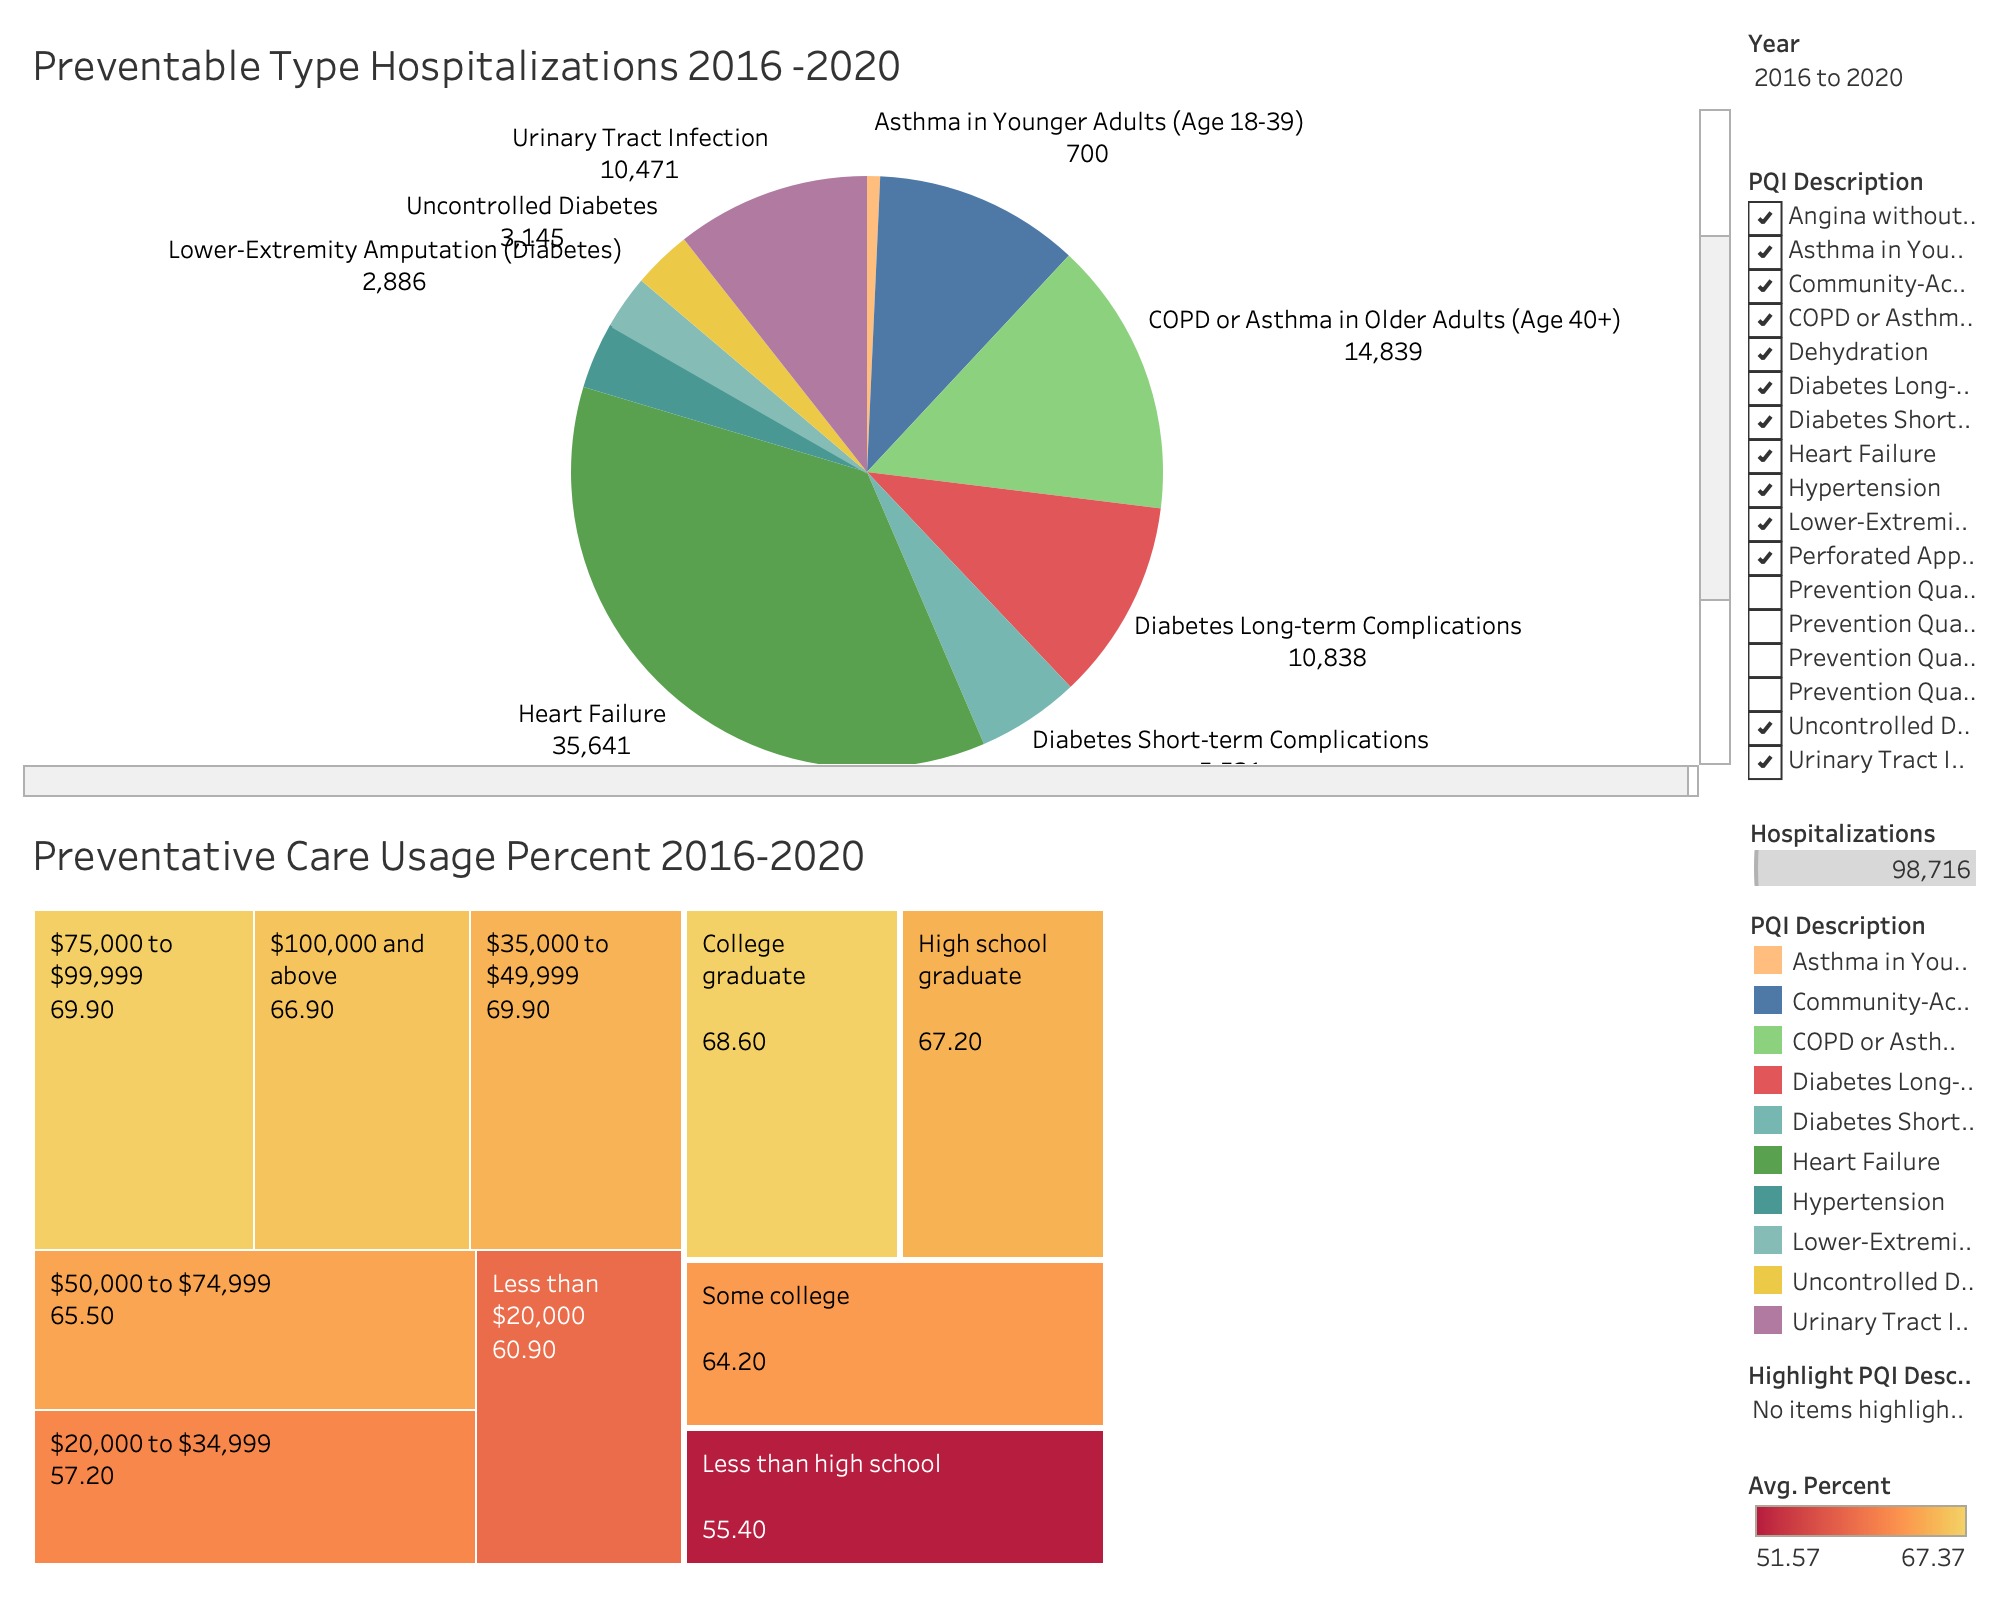 Preventable Type Hospitalizations 2016 -2020
Asthma in Younger Adults (Age 18-39)
700
Urinary Tract Infection
10,471
Uncontrolled Diabetes
3,145
Lower-Extremity Amputation (Diabetes)
2,886
COPD or Asthma in Older Adults (Age 40+)
14,839
Diabetes Long-term Complications
10,838
Heart Failure
35,641
Diabetes Short-term Complications
Year
2016 to 2020
PQI Description
Angina without..
Asthma in You..
Community-Ac..
COPD or Asthm..
Dehydration
Diabetes Long-..
Diabetes Short..
Heart Failure
Hypertension
Lower-Extremi..
Perforated App..
Prevention Qua..
Prevention Qua..
Prevention Qua..
Prevention Qua..
Uncontrolled D..
Urinary Tract I..
Hospitalizations
98,716
PQI Description
Asthma in You..
Community-Ac..
COPD or Asth..
Diabetes Long-..
Diabetes Short..
Heart Failure
Hypertension
Lower-Extremi..
Uncontrolled D..
Urinary Tract I..
Highlight PQI Desc..
No items highligh..
Avg. Percent
51.57 67.37
Preventative Care Usage Percent 2016-2020
$75,000 to
$99,999
69.90
$100,000 and
above
66.90
$35,000 to
$49,999
69.90
College
graduate
68.60
High school
graduate
67.20
$50,000 to $74,999
65.50
Less than
$20,000
60.90
Some college
64.20
$20,000 to $34,999
57.20
Less than high school
55.40